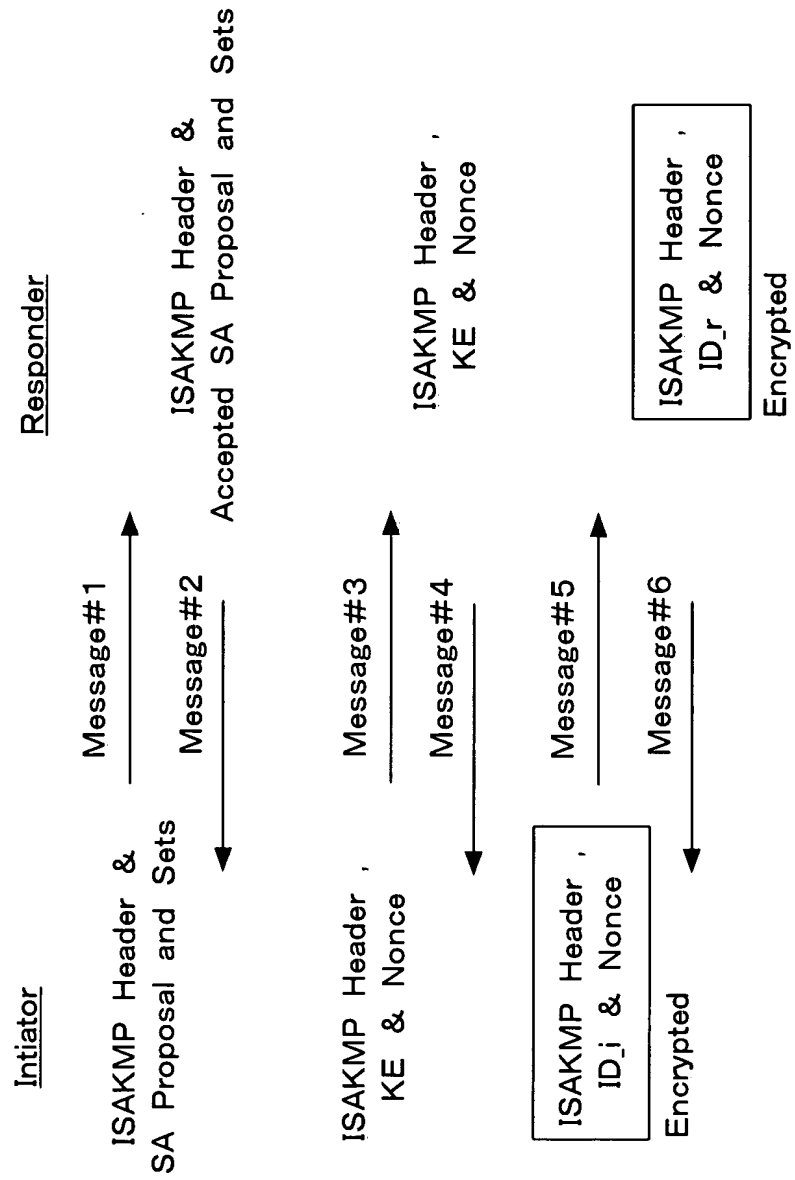 Intiator
Responder
ISAKMP Header &
SA Proposal and Sets
Message#1
Message#2
ISAKMP Header &
Accepted SA Proposal and Sets
ISAKMP Header ,
KE & Nonce
Message#3
Message#4
ISAKMP Header ,
KE & Nonce
ISAKMP Header ,
ID_i & Nonce
Encrypted
Message#5
Message#6
ISAKMP Header ,
ID_r & Nonce
Encrypted